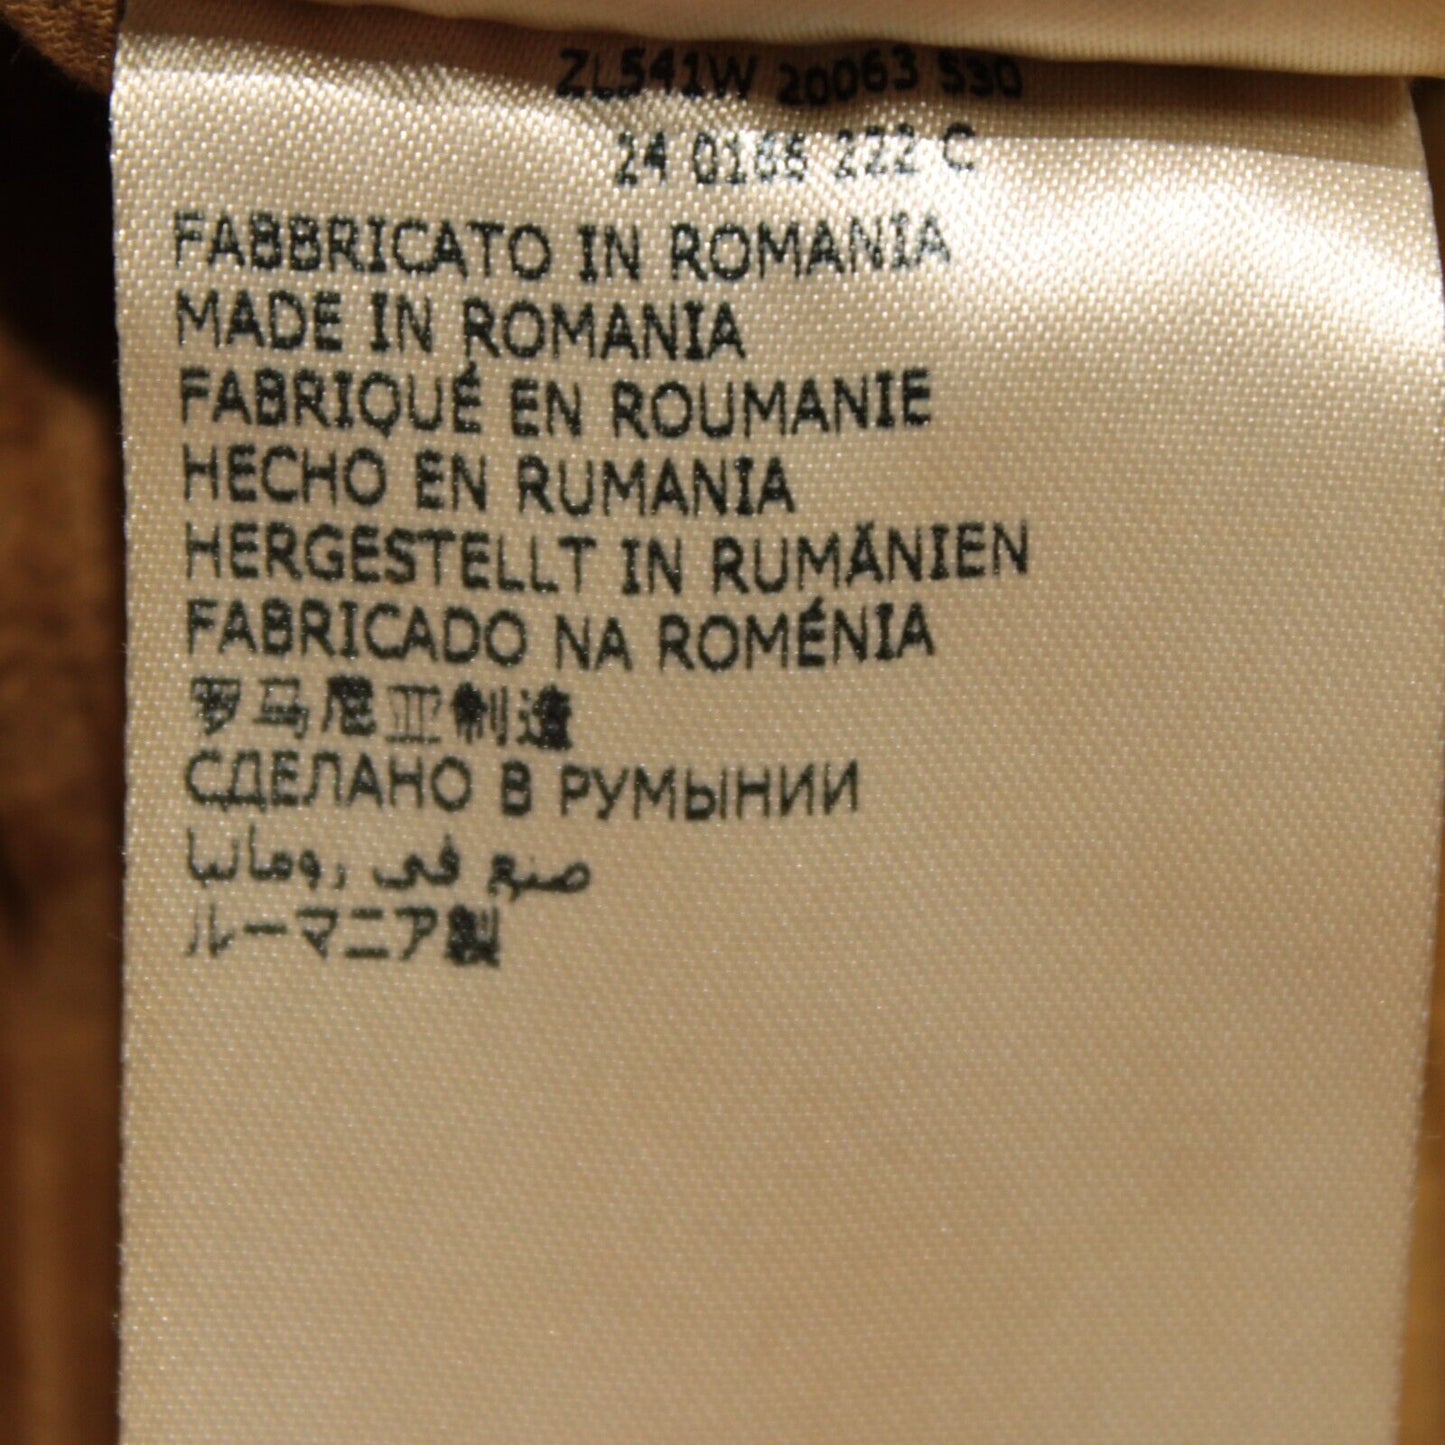 ZL541W 20063 530
24 0166 222 C
FABBRICATO IN ROMANIA
MADE IN ROMANIA
FABRIQUÉ EN ROUMANIE
HECHO EN RUMANIA
HERGESTELLT IN RUMÄNIEN
FABRICADO NA ROMÉNIA
罗马尼亚制造
СДЕЛАНО В РУМЫНИИ
صنع في رومانيا
ルーマニア製